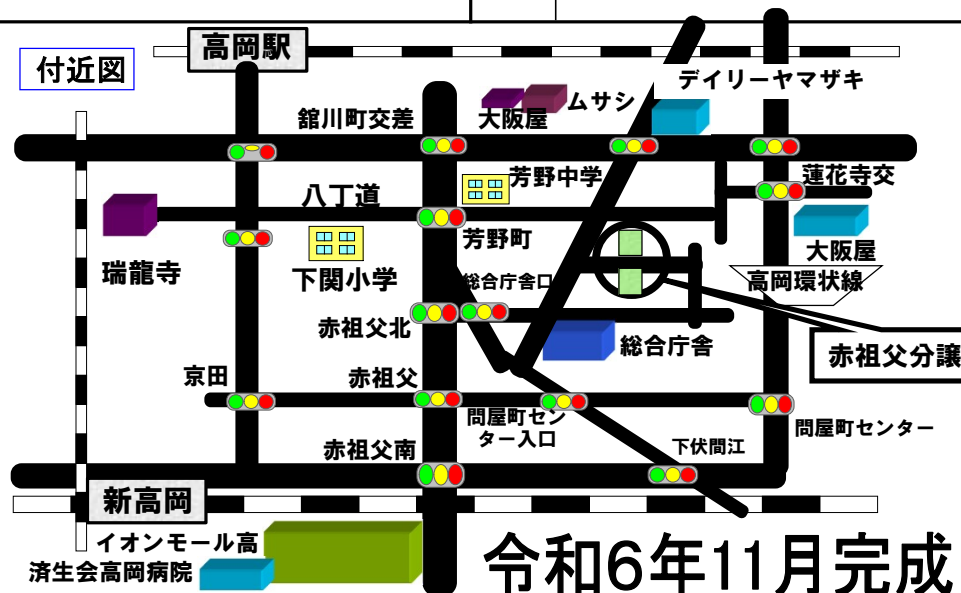 高岡駅
付近図
デイリーヤマザキ
ムサシ
大阪屋
舘川町交差
芳野中学
蓮花寺交
八丁道
芳野町
大阪屋
瑞龍寺
下関小学
総合庁舎口
高岡環状線
赤祖父北
総合庁舎
赤祖父分譲
京田
赤祖父
問屋町セン
ター入口
問屋町センター
赤祖父南
下伏間江
新高岡
イオンモール高
済生会高岡病院
令和6年11月完成